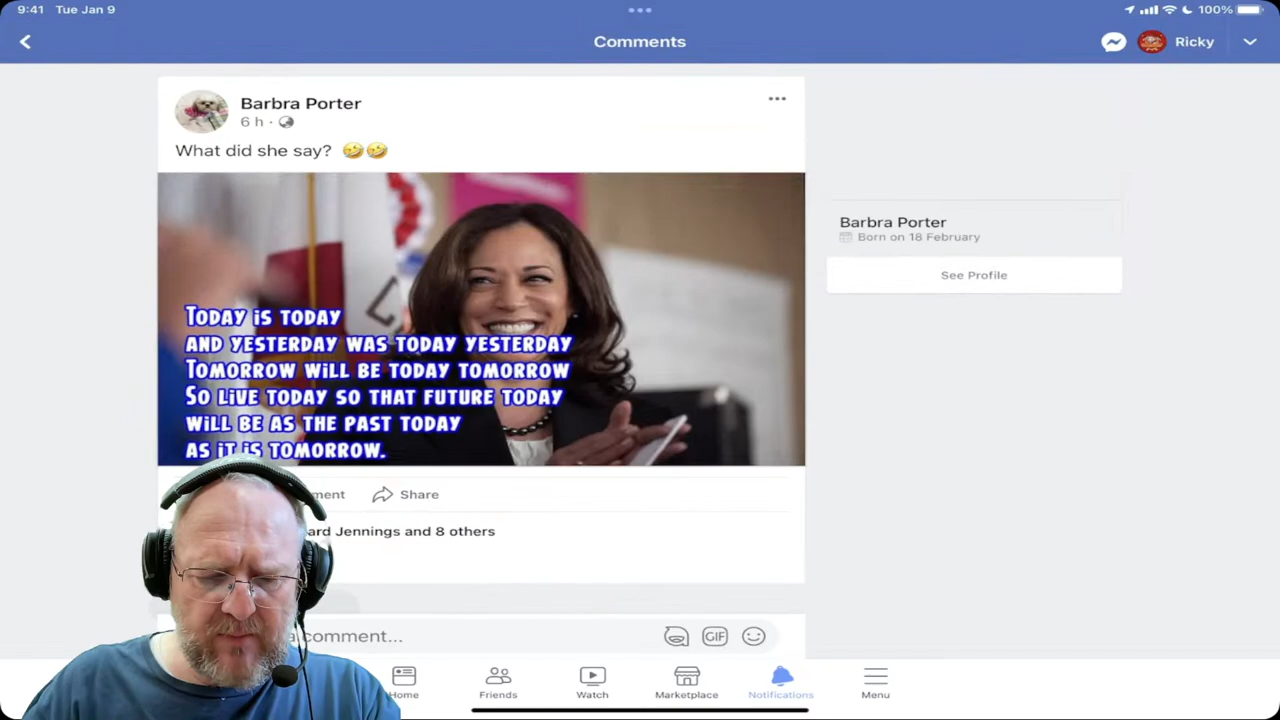 9:41 Tue Jan 9
100%
Comments
Ricky
Barbra Porter
6 h ·
What did she say? 🤣🤣
TODAY iS TODAY
AND YESTERDAY WAS TODAY YESTERDAY
TOMORROW WiLL BE TODAY TOMORROW
SO LiVE TODAY SO THAT FUTURE TODAY
WiLL BE AS THE PAST TODAY
AS iT iS TOMORROW.
Barbra Porter
Born on 18 February
See Profile
Share
Jennings and 8 others
comment...
GIF
Home
Friends
Watch
Marketplace
Notifications
Menu